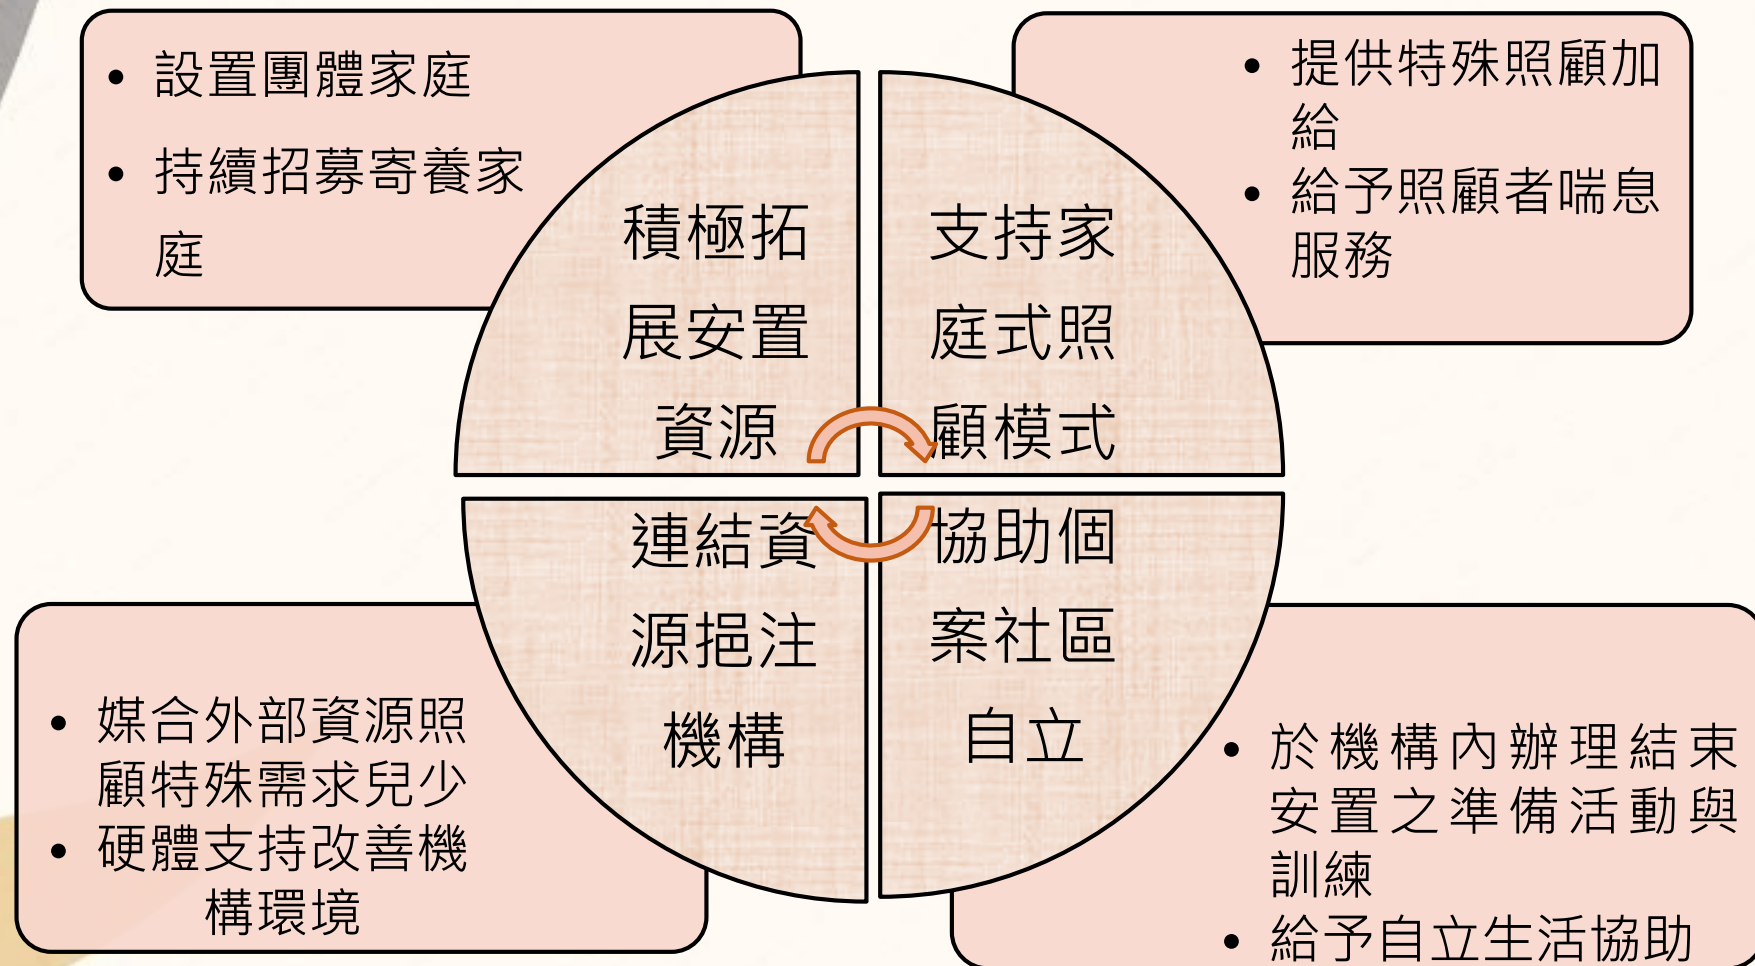 設置團體家庭
持續招募寄養家
庭
積極拓
展安置
資源
提供特殊照顧加
給
給予照顧者喘息
服務
支持家
庭式照
顧模式
連結資
源挹注
機構
媒合外部資源照
顧特殊需求兒少
硬體支持改善機
構環境
協助個
案社區
自立
於機構內辦理結束
安置之準備活動與
訓練
給予自立生活協助